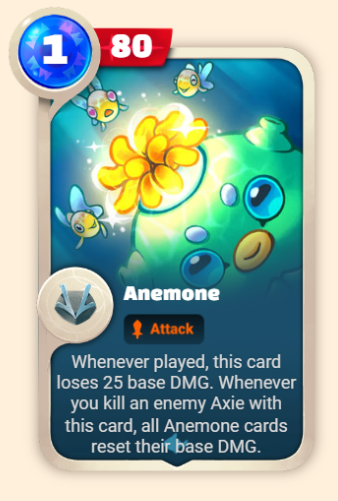 1
80
Anemone
Attack
Whenever played, this card
loses 25 base DMG. Whenever
you kill an enemy Axie with
this card, all Anemone cards
reset their base DMG.